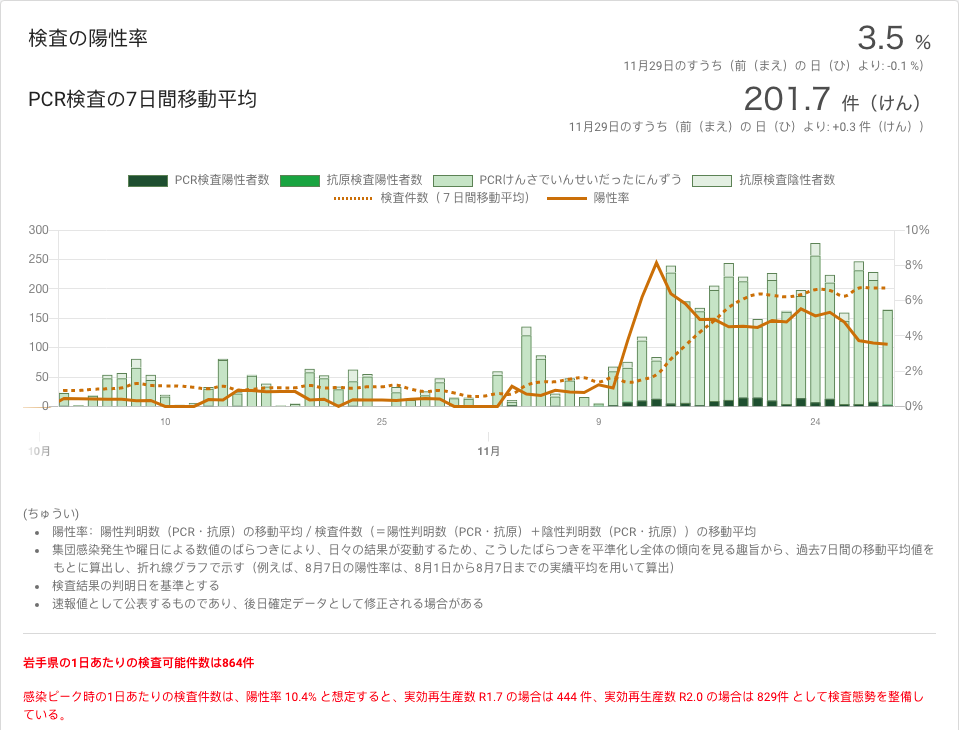 検査の陽性率
3.5 %
11月29日のすうち（前（まえ）の 日（ひ）より: -0.1 %）
PCR検査の7日間移動平均
201.7 件（けん）
11月29日のすうち（前（まえ）の 日（ひ）より: +0.3 件（けん））
PCR検査陽性者数 抗原検査陽性者数 PCRけんさでいんせいだったにんずう 抗原検査陰性者数
検査件数（７日間移動平均） 陽性率
300 10%
250 8%
200 6%
150 4%
100 2%
50 0%
0
10 25 9 24
10月 11月
(ちゅうい)
• 陽性率：陽性判明数（PCR・抗原）の移動平均 / 検査件数（＝陽性判明数（PCR・抗原）＋陰性判明数（PCR・抗原））の移動平均
• 集団感染発生や曜日による数値のばらつきにより、日々の結果が変動するため、こうしたばらつきを平準化し全体の傾向を見る趣旨から、過去7日間の移動平均値を
もとに算出し、折れ線グラフで示す（例えば、8月7日の陽性率は、8月1日から8月7日までの実績平均を用いて算出）
• 検査結果の判明日を基準とする
• 速報値として公表するものであり、後日確定データとして修正される場合がある
岩手県の1日あたりの検査可能件数は864件
感染ピーク時の1日あたりの検査件数は、陽性率 10.4% と想定すると、実効再生産数 R1.7 の場合は 444 件、実効再生産数 R2.0 の場合は 829件 として検査態勢を整備し
ている。